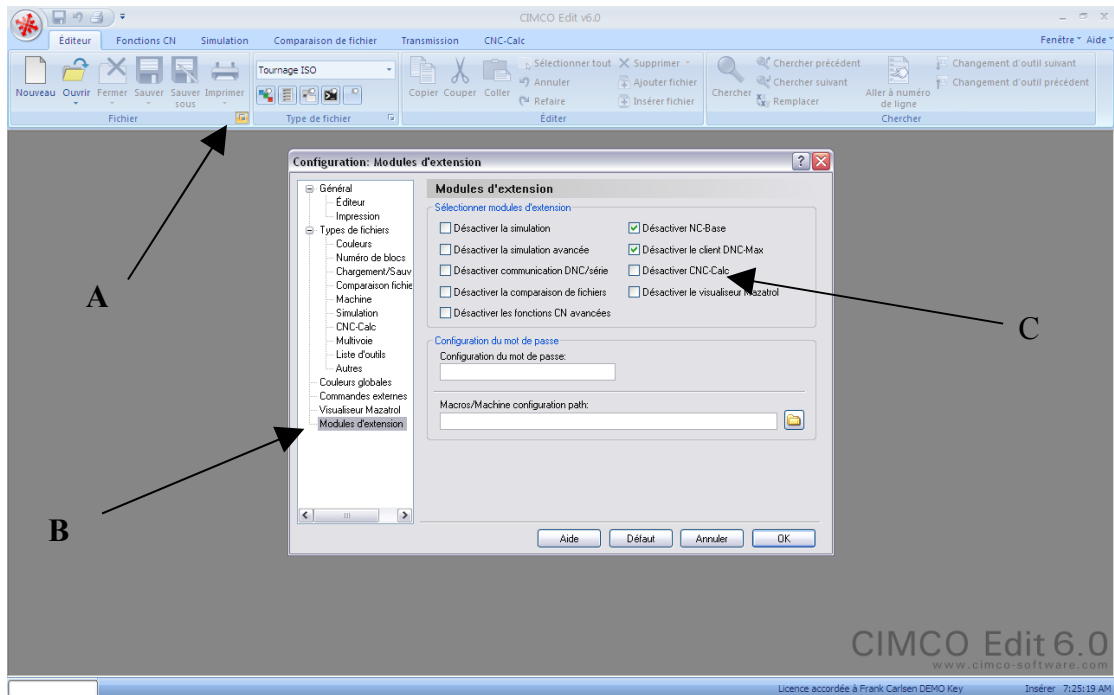 CIMCO Edit v6.0
Éditeur Fonctions CN Simulation Comparaison de fichier Transmission CNC-Calc Fenêtre Aide
Nouveau Ouvrir Fermer Sauver Sauver sous Imprimer
Fichier
Tournage ISO
Type de fichier
Copier Couper Coller
Sélectionner tout
Annuler
Refaire
Supprimer
Ajouter fichier
Insérer fichier
Éditer
Chercher
Chercher précédent
Chercher suivant
Remplacer
Aller à numéro de ligne
Changement d'outil suivant
Changement d'outil précédent
Chercher
A
B
C
Configuration: Modules d'extension
Général
Éditeur
Impression
Types de fichiers
Couleurs
Numéro de blocs
Chargement/Sauv
Comparaison fichie
Machine
Simulation
CNC-Calc
Multivoie
Liste d'outils
Autres
Couleurs globales
Commandes externes
Visualiseur Mazatrol
Modules d'extension
Modules d'extension
Sélectionner modules d'extension
Désactiver la simulation
Désactiver la simulation avancée
Désactiver communication DNC/série
Désactiver la comparaison de fichiers
Désactiver les fonctions CN avancées
Désactiver NC-Base
Désactiver le client DNC-Max
Désactiver CNC-Calc
Désactiver le visualiseur Mazatrol
Configuration du mot de passe
Configuration du mot de passe:
Macros/Machine configuration path:
Aide Défaut Annuler OK
CIMCO Edit 6.0
www.cimco-software.com
Licence accordée à Frank Carlsen DEMO Key Insérer 7:25:19 AM